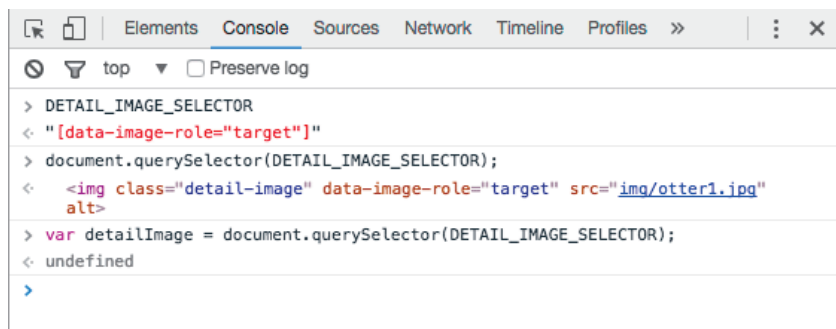 Elements Console Sources Network Timeline Profiles »
top ▼ Preserve log
> DETAIL_IMAGE_SELECTOR
"[data-image-role="target"]"
> document.querySelector(DETAIL_IMAGE_SELECTOR);
<img class="detail-image" data-image-role="target" src="img/otter1.jpg"
alt>
> var detailImage = document.querySelector(DETAIL_IMAGE_SELECTOR);
undefined
>